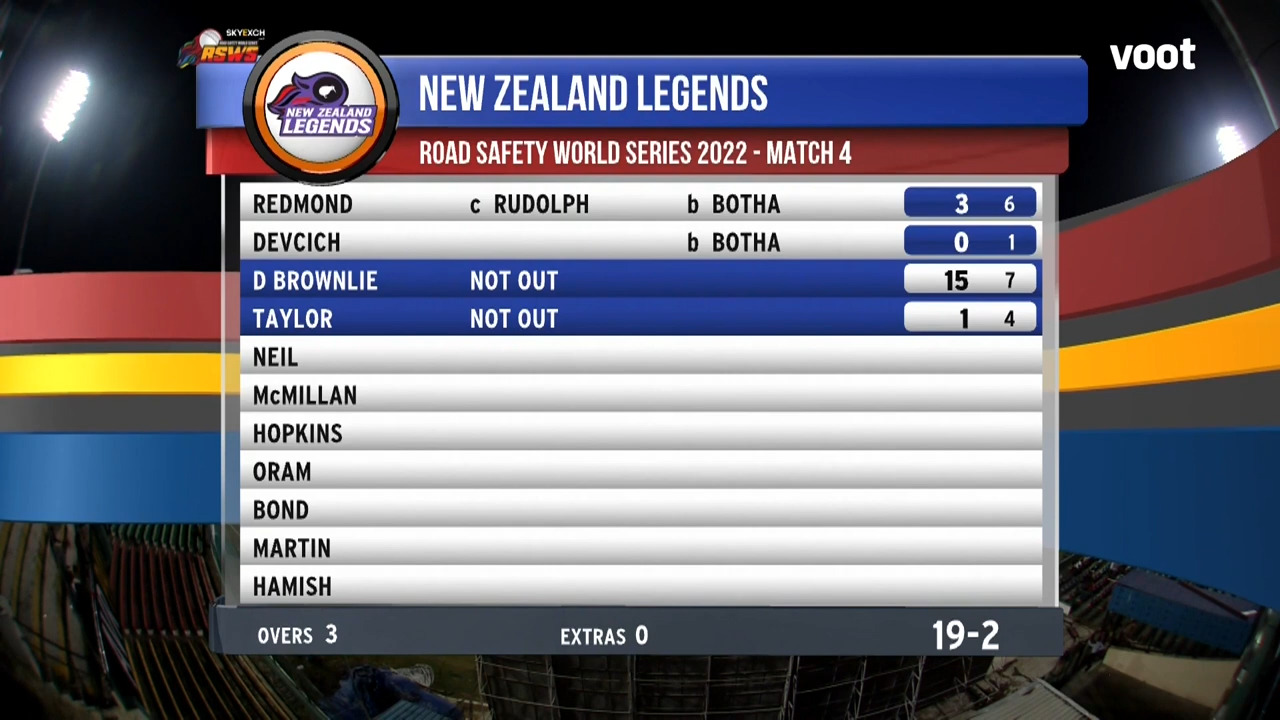 SKYEXCH
RSWS
voot
NEW ZEALAND
LEGENDS
NEW ZEALAND LEGENDS
ROAD SAFETY WORLD SERIES 2022 - MATCH 4
REDMOND c RUDOLPH b BOTHA 3 6
DEVCICH b BOTHA 0 1
D BROWNLIE NOT OUT 15 7
TAYLOR NOT OUT 1 4
NEIL
McMILLAN
HOPKINS
ORAM
BOND
MARTIN
HAMISH
OVERS 3 EXTRAS 0 19-2